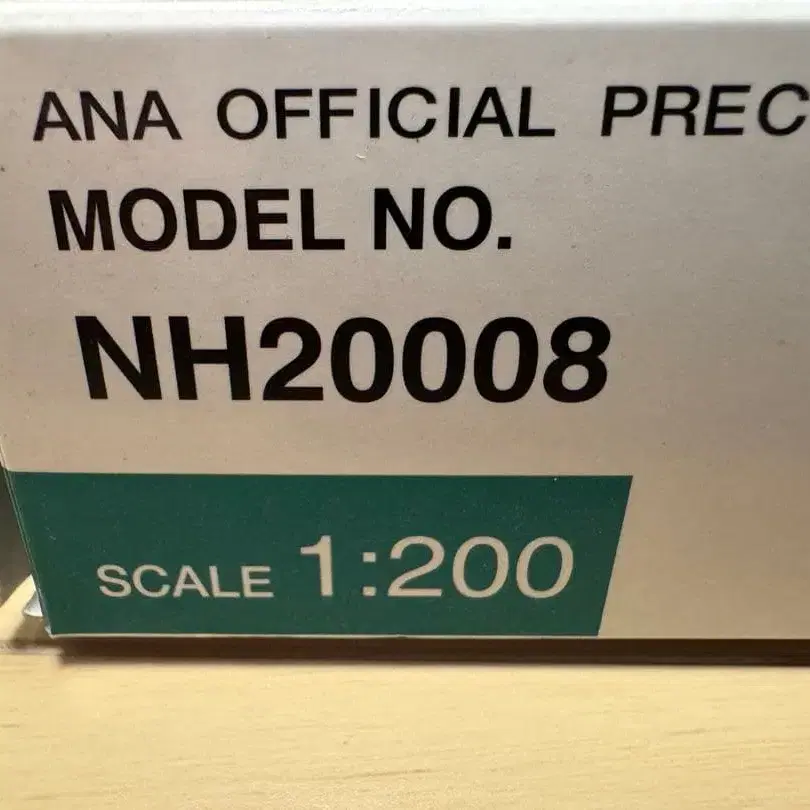 ANA OFFICIAL PREC
MODEL NO.
NH20008
SCALE 1:200